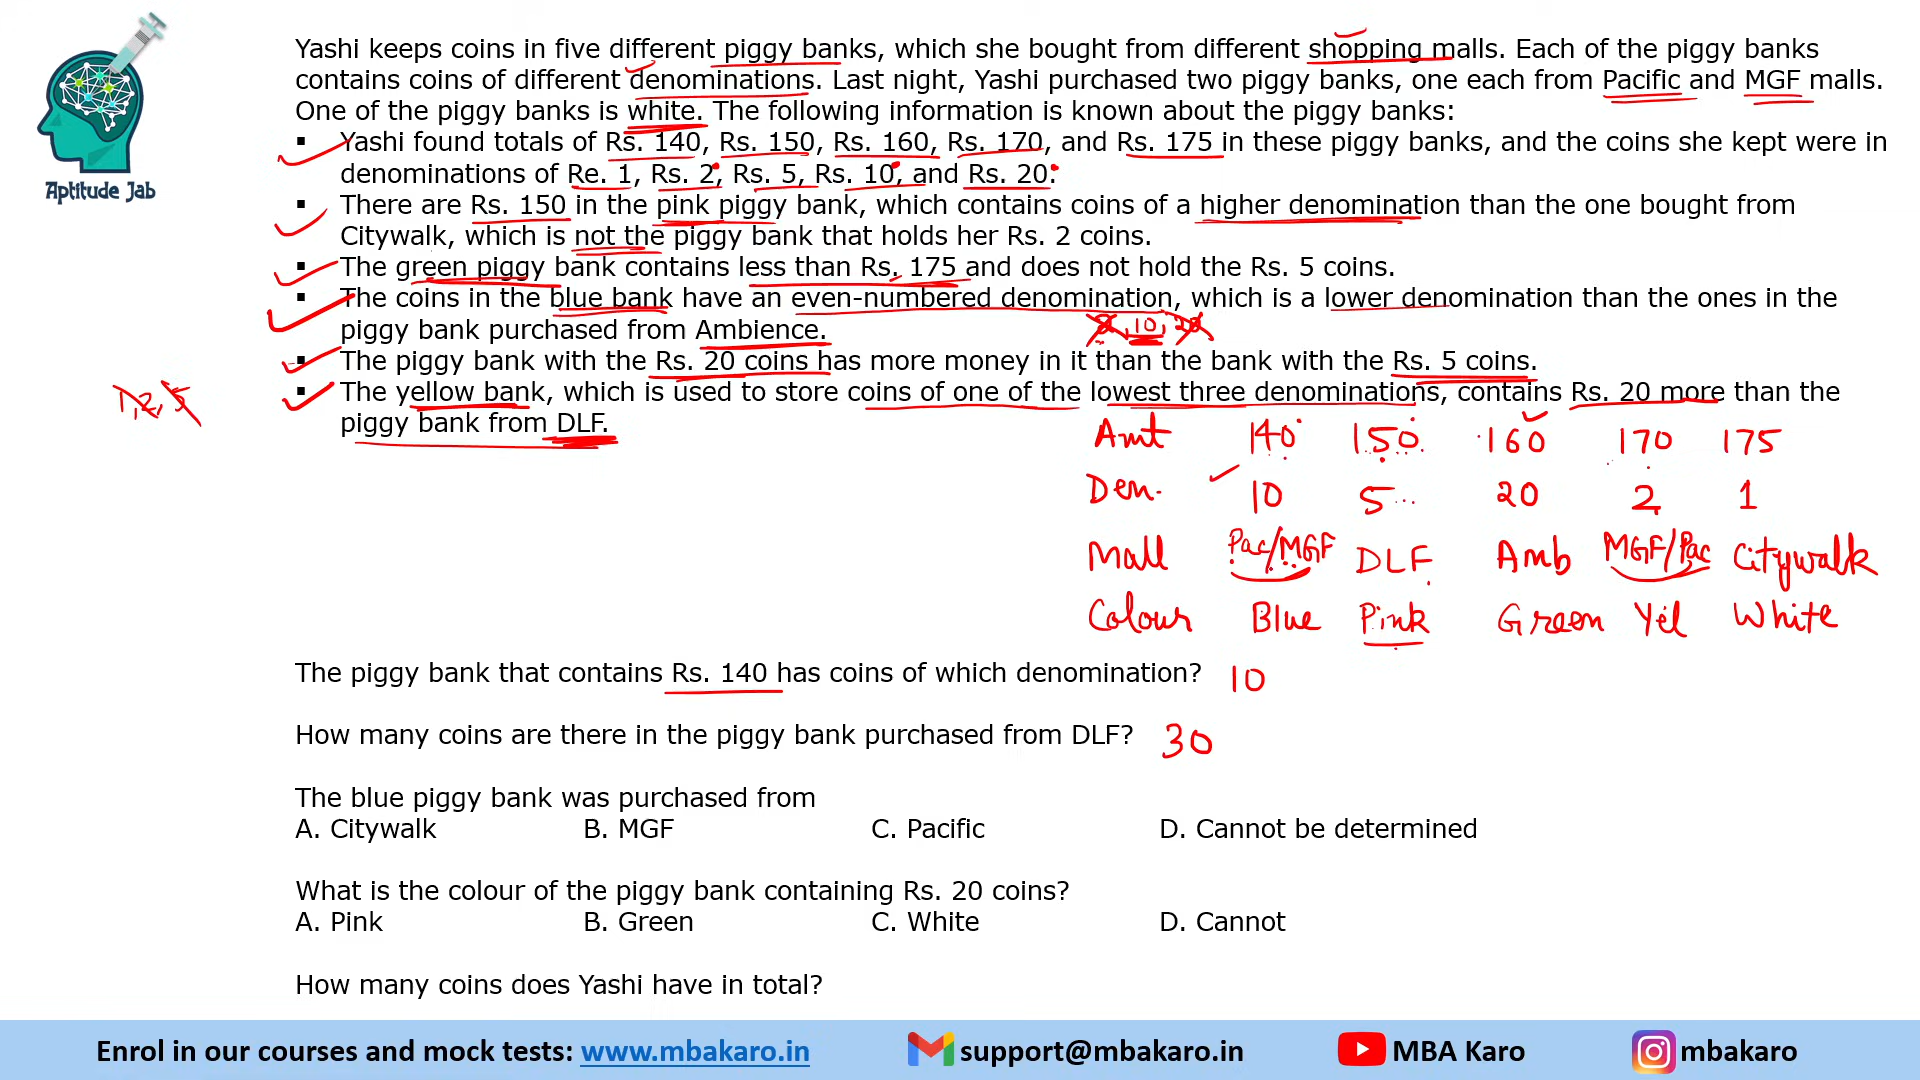 Yashi keeps coins in five different piggy banks, which she bought from different shopping malls. Each of the piggy banks
contains coins of different denominations. Last night, Yashi purchased two piggy banks, one each from Pacific and MGF malls.
One of the piggy banks is white. The following information is known about the piggy banks:
▪ Yashi found totals of Rs. 140, Rs. 150, Rs. 160, Rs. 170, and Rs. 175 in these piggy banks, and the coins she kept were in
denominations of Re. 1, Rs. 2, Rs. 5, Rs. 10, and Rs. 20.
▪ There are Rs. 150 in the pink piggy bank, which contains coins of a higher denomination than the one bought from
Citywalk, which is not the piggy bank that holds her Rs. 2 coins.
▪ The green piggy bank contains less than Rs. 175 and does not hold the Rs. 5 coins.
▪ The coins in the blue bank have an even-numbered denomination, which is a lower denomination than the ones in the
piggy bank purchased from Ambience.
2, 10, 20
▪ The piggy bank with the Rs. 20 coins has more money in it than the bank with the Rs. 5 coins.
▪ The yellow bank, which is used to store coins of one of the lowest three denominations, contains Rs. 20 more than the
piggy bank from DLF.
1, 2, 5
Aptitude Jab
Amt 140 150 160 170 175
Den. 10 5 20 2 1
Mall Pac/MGF DLF Amb MGF/Pac Citywalk
Colour Blue Pink Green Yel White
The piggy bank that contains Rs. 140 has coins of which denomination? 10
How many coins are there in the piggy bank purchased from DLF? 30
The blue piggy bank was purchased from
A. Citywalk B. MGF C. Pacific D. Cannot be determined
What is the colour of the piggy bank containing Rs. 20 coins?
A. Pink B. Green C. White D. Cannot
How many coins does Yashi have in total?
Enrol in our courses and mock tests: www.mbakaro.in support@mbakaro.in MBA Karo mbakaro